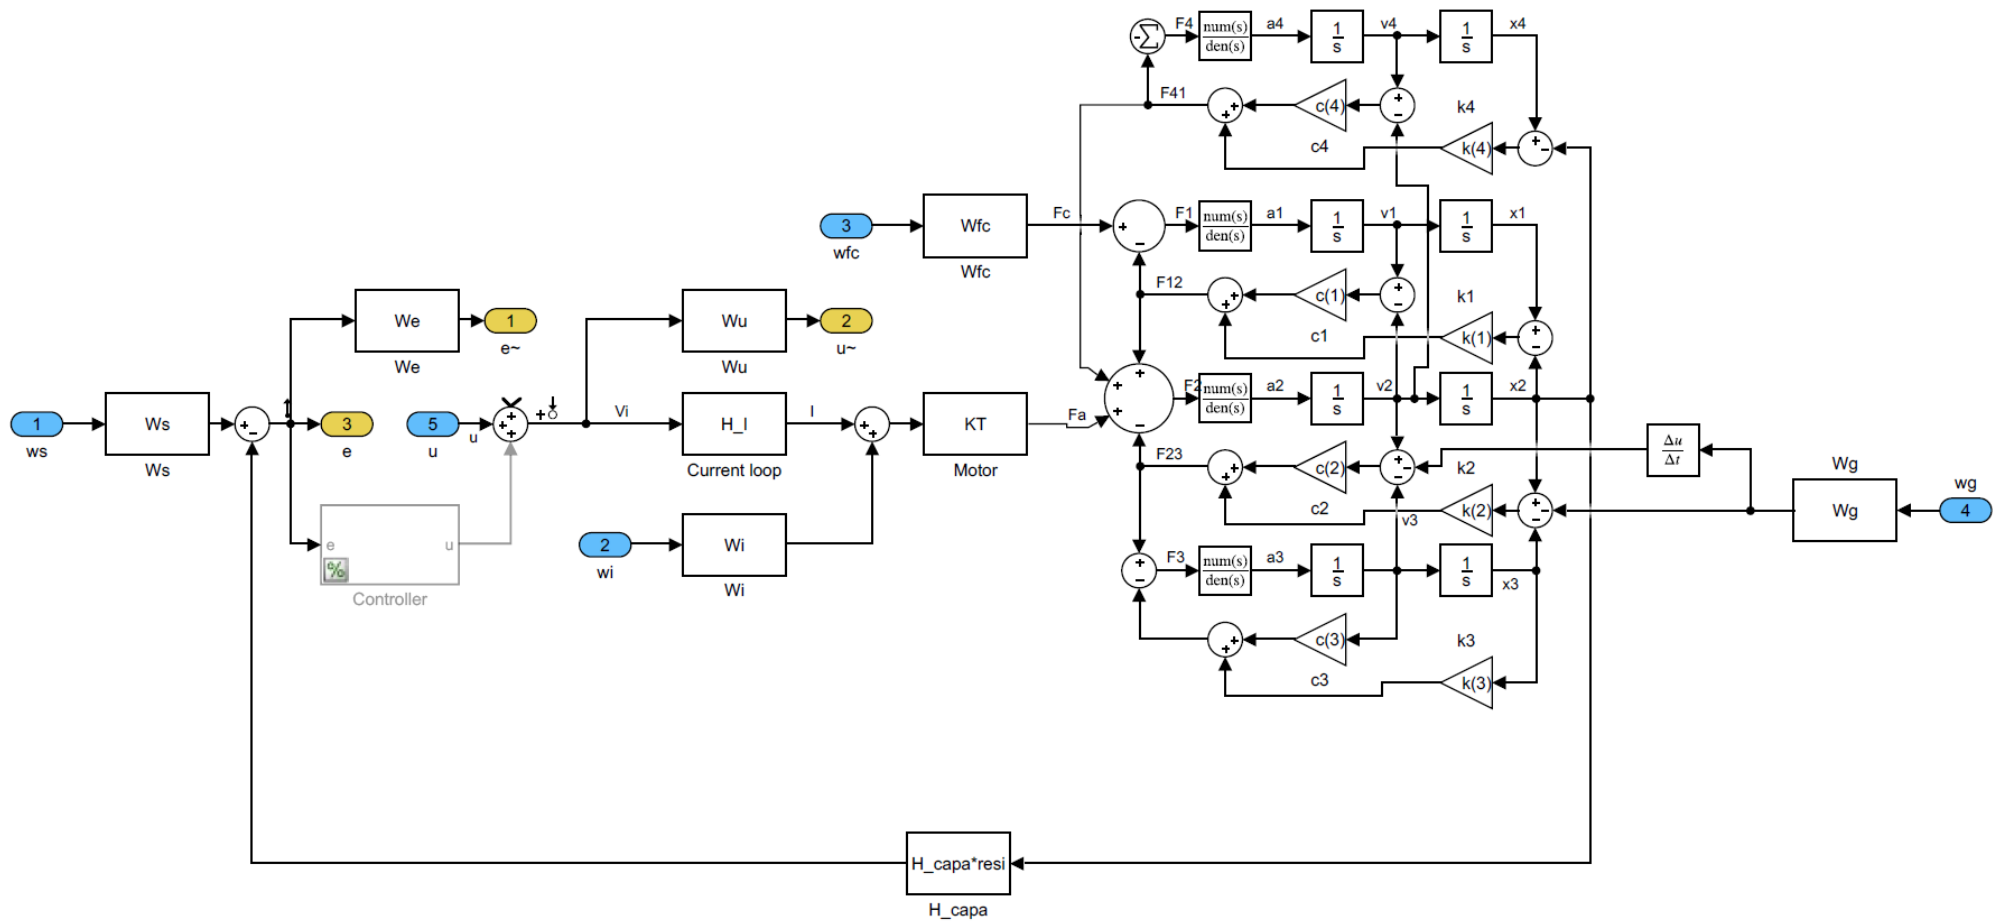 F4
num(s)
den(s)
a4
1
s
v4
1
s
x4
-Σ
F41
+
+
c(4)
+
−
k4
c4
k(4)
+
-
3
wfc
Wfc
Wfc
Fc
+
−
F1
num(s)
den(s)
a1
1
s
v1
1
s
x1
F12
+
+
c(1)
+
−
k1
c1
k(1)
+
−
We
We
1
e~
Wu
Wu
2
u~
1
ws
Ws
Ws
+
−
3
e
5
u
u
+
+
+
+
Vi
H_I
Current loop
I
+
+
KT
Motor
Fa
+
+
+
−
F2
num(s)
den(s)
a2
1
s
v2
1
s
x2
F23
+
+
c(2)
+
-
−
k2
c2
k(2)
+
-
−
v3
Δu
Δt
Wg
Wg
wg
4
e
u
Controller
2
wi
Wi
Wi
+
−
F3
num(s)
den(s)
a3
1
s
1
s
x3
+
+
c(3)
k3
c3
k(3)
H_capa*resi
H_capa